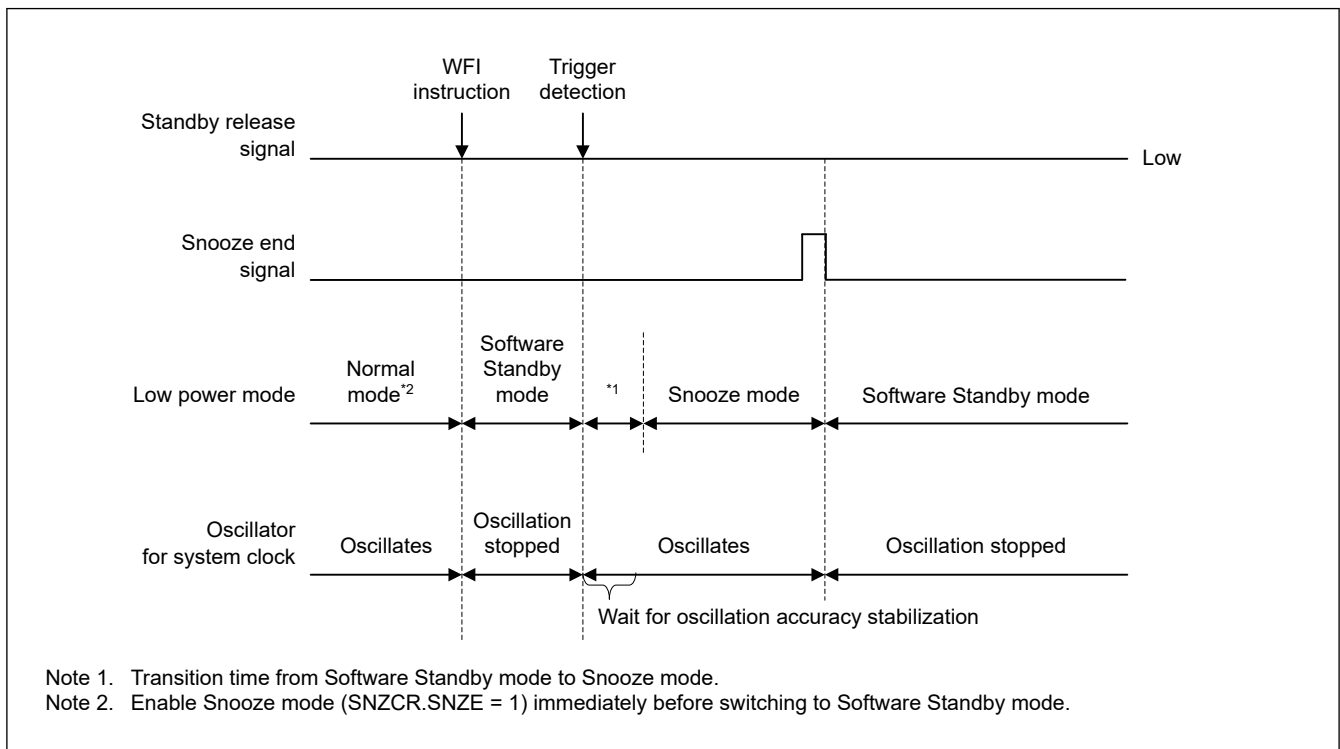 WFI
instruction
Trigger
detection
Standby release
signal
Low
Snooze end
signal
Low power mode
Normal
mode*2
Software
Standby
mode
*1
Snooze mode
Software Standby mode
Oscillator
for system clock
Oscillates
Oscillation
stopped
Oscillates
Oscillation stopped
Wait for oscillation accuracy stabilization
Note 1. Transition time from Software Standby mode to Snooze mode.
Note 2. Enable Snooze mode (SNZCR.SNZE = 1) immediately before switching to Software Standby mode.